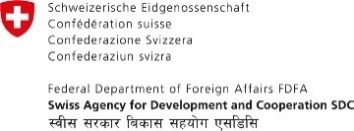 Schweizerische Eidgenossenschaft
Confédération suisse
Confederazione Svizzera
Confederaziun svizra
Federal Department of Foreign Affairs FDFA
Swiss Agency for Development and Cooperation SDC
स्वीस सरकार बिकास सहयोग एसडिसि